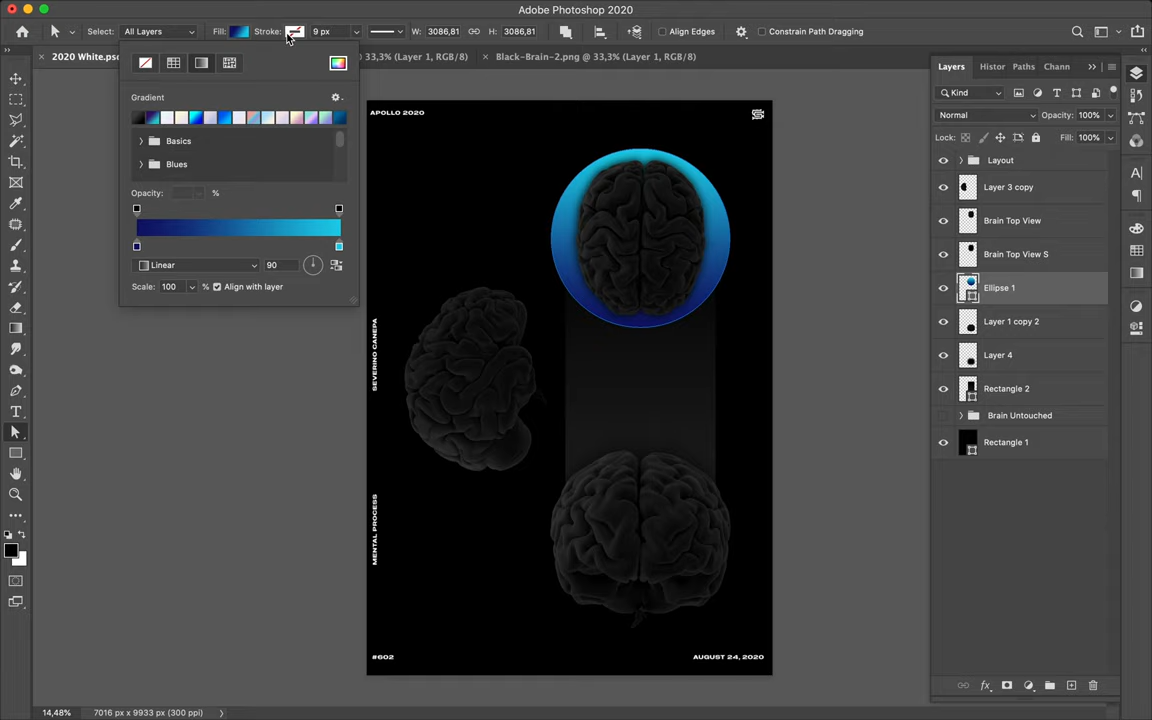 Adobe Photoshop 2020
Select: All Layers Fill: Stroke: 9 px W: 3086,81 H: 3086,81 Align Edges Constrain Path Dragging
2020 White.psd 33,3% (Layer 1, RGB/8) Black-Brain-2.png @ 33,3% (Layer 1, RGB/8)
Gradient
Basics
Blues
Opacity: %
Linear 90
Scale: 100 % Align with layer
APOLLO 2020
SEVERINO CANEPA
MENTAL PROCESS
#602
AUGUST 24, 2020
Layers Histor Paths Chann
Kind
Normal Opacity: 100%
Lock: Fill: 100%
Layout
Layer 3 copy
Brain Top View
Brain Top View S
Ellipse 1
Layer 1 copy 2
Layer 4
Rectangle 2
Brain Untouched
Rectangle 1
14,48% 7016 px x 9933 px (300 ppi)